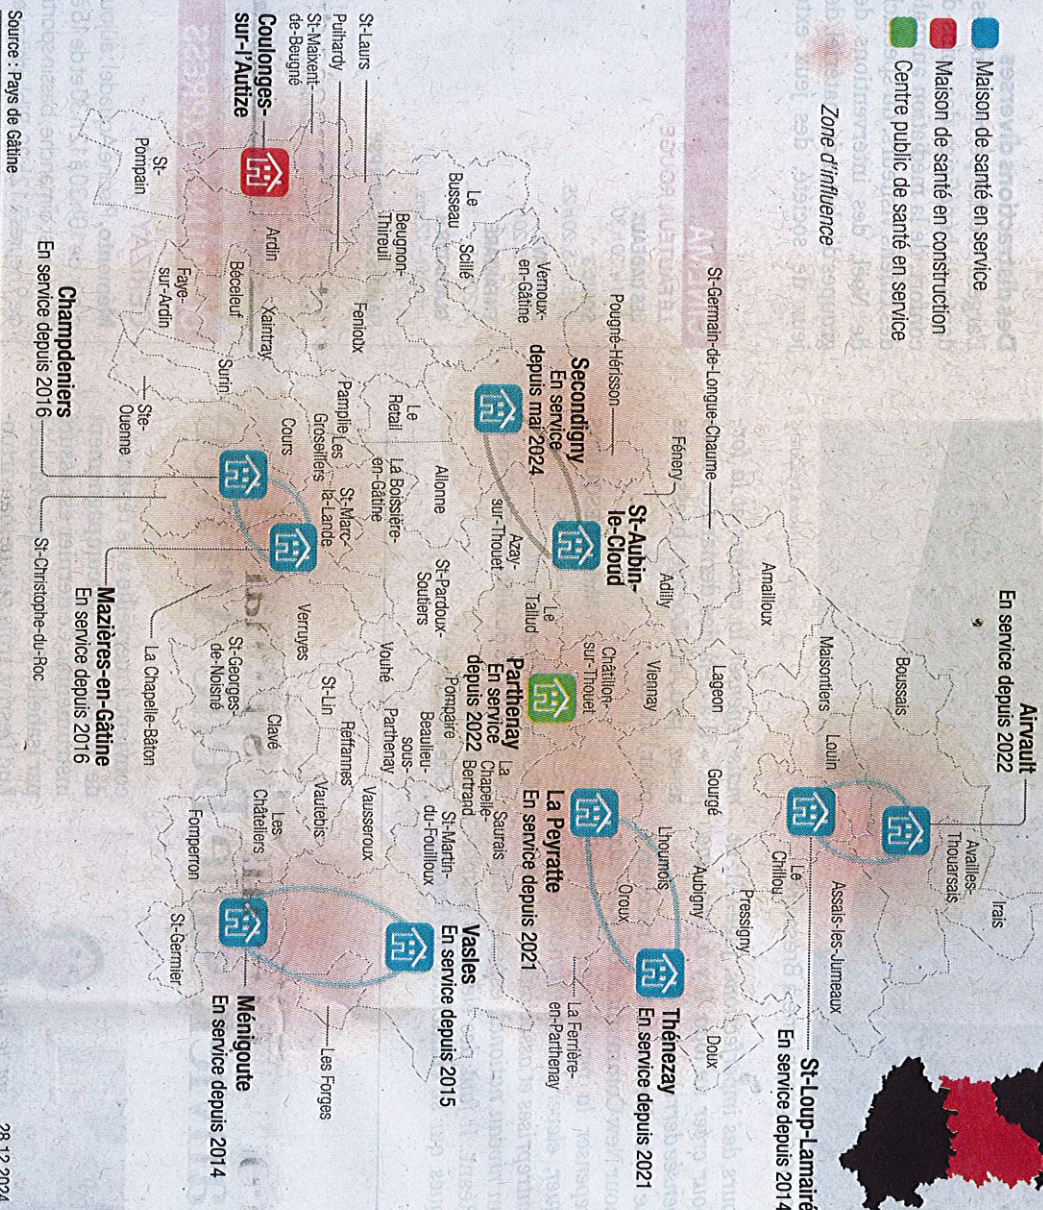 Maison de santé en service
Maison de santé en construction
Centre public de santé en service
Zone d'influence
Airvault
En service depuis 2022
Irais
Availles-
Thouarsais
Boussais
Maisontiers
Louin
Assais-les-Jumeaux
Le
Chillou
St-Loup-Lamairé
En service depuis 2014
Amailloux
Lageon
Gourgé
Pressigny
Aubigny
Lhoumois
Oroux
Doux
Thénezay
En service depuis 2021
La Peyratte
En service depuis 2021
La Ferrière-
en-Parthenay
St-Germain-de-Longue-Chaume
Fénery
Adilly
Viennay
Châtillon-
sur-Thouet
Le
Tallud
Parthenay
En service
depuis 2022
Pompaire
La
Chapelle-
Bertrand
Saurais
St-Martin-
du-Fouilloux
Beaulieu-
sous-
Parthenay
Pougne-Hérisson
St-Aubin-
le-Cloud
Secondigny
En service
depuis mai 2024
Azay-
sur-Thouet
Vernoux-
en-Gâtine
Scillé
Le
Busseau
Le
Retail
Allonne
St-Pardoux-
Soutiers
La Boissière-
en-Gâtine
Vouhé
Reffannes
Vausseroux
Vasles
En service depuis 2015
Les Forges
Ménigoute
En service depuis 2014
St-Germier
Fomperron
Les
Châteliers
Vautebis
St-Lin
Clavé
St-Georges-
de-Noisné
Verruyes
St-Marc-
la-Lande
Les
Groseillers
Pamplie
Cours
Fenioux
Beugnon-
Thireuil
St-Laurs
Puihardy
St-Maixent-
de-Beugné
Coulonges-
sur-l'Autize
Ardin
Xaintray
Béceleuf
Surin
Faye-
sur-Ardin
St-
Pompain
Ste-
Ouenne
Champdeniers
En service depuis 2016
St-Christophe-du-Roc
La Chapelle-Bâton
Mazières-en-Gâtine
En service depuis 2016
Source : Pays de Gâtine
28.12.2024